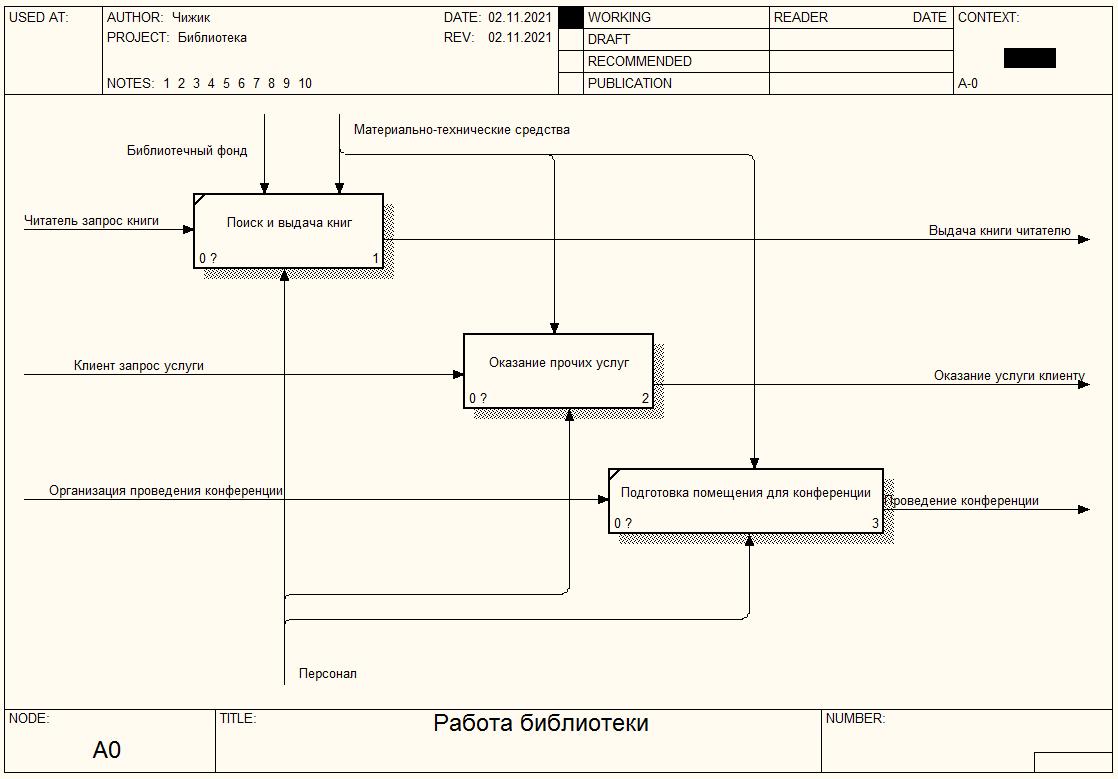 USED AT:
AUTHOR: Чижик
DATE: 02.11.2021
WORKING
READER
DATE
CONTEXT:
PROJECT: Библиотека
REV: 02.11.2021
DRAFT
RECOMMENDED
NOTES: 1 2 3 4 5 6 7 8 9 10
PUBLICATION
A-0
Материально-технические средства
Библиотечный фонд
Читатель запрос книги
Поиск и выдача книг
0 ?
1
Выдача книги читателю
Клиент запрос услуги
Оказание прочих услуг
0 ?
2
Оказание услуги клиенту
Организация проведения конференции
Подготовка помещения для конференции
0 ?
3
Проведение конференции
Персонал
NODE:
A0
TITLE:
Работа библиотеки
NUMBER: